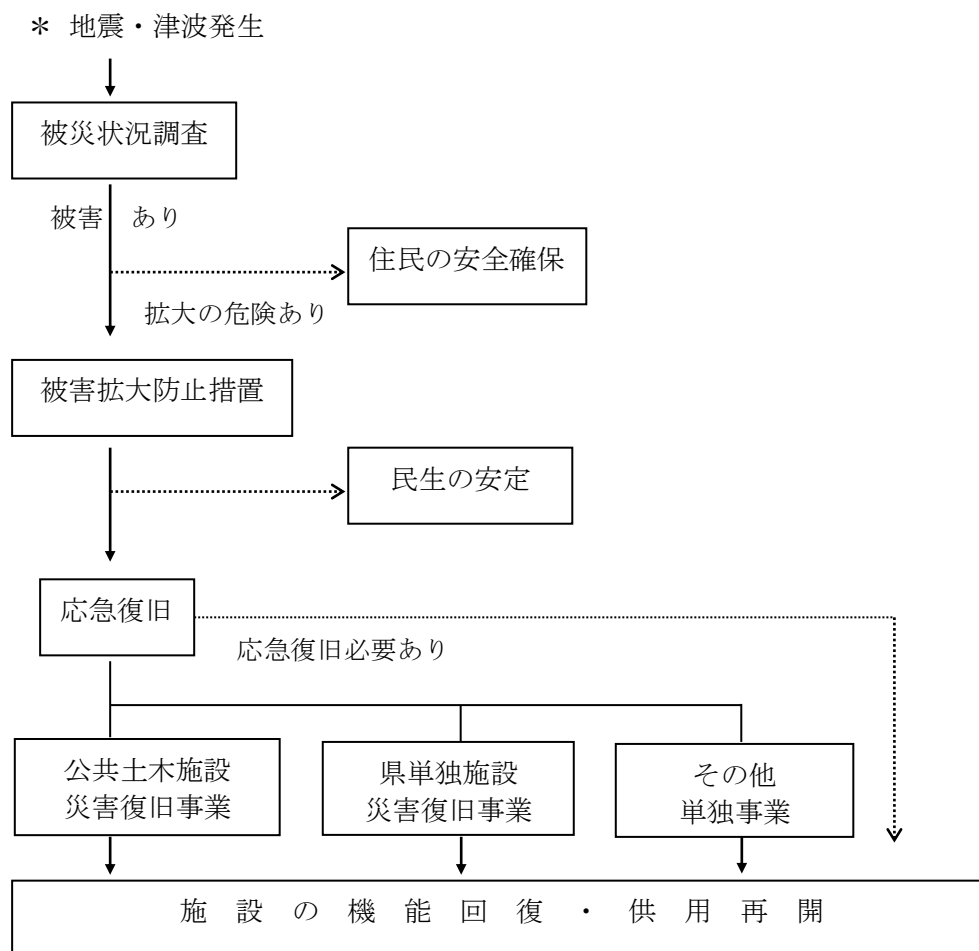 ＊ 地震・津波発生
被災状況調査
被害 あり
住民の安全確保
拡大の危険あり
被害拡大防止措置
民生の安定
応急復旧
応急復旧必要あり
公共土木施設
災害復旧事業
県単独施設
災害復旧事業
その他
単独事業
施設の機能回復・供用再開